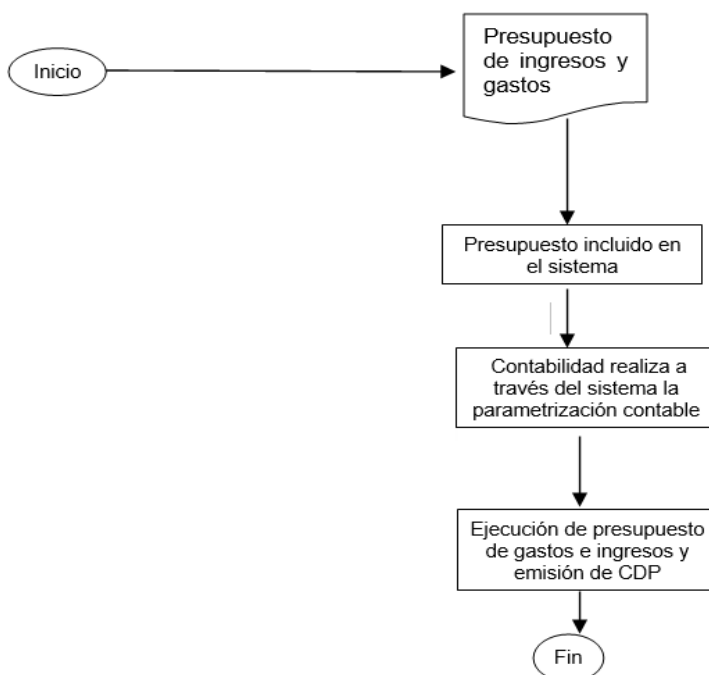 Inicio
Presupuesto
de ingresos y
gastos
Presupuesto incluido en
el sistema
Contabilidad realiza a
través del sistema la
parametrización contable
Ejecución de presupuesto
de gastos e ingresos y
emisión de CDP
Fin